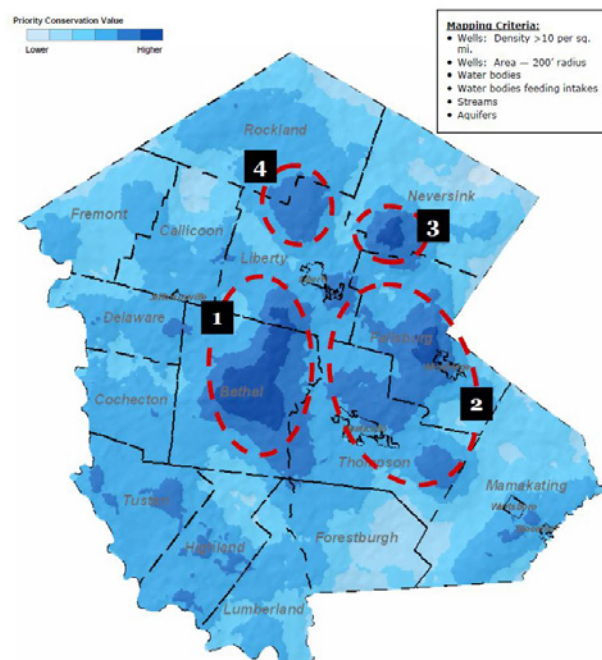 Priority Conservation Value
Lower Higher
Mapping Criteria:
• Wells: Density >10 per sq.
mi.
• Wells: Area — 200' radius
• Water bodies
• Water bodies feeding intakes
• Streams
• Aquifers
Rockland
4
Neversink
Fremont
3
Callicoon
Liberty
1
Delaware
Fallsburg
Bethel
Cochecton
2
Thompson
Mamakating
Tusten
Highland
Forestburgh
Lumberland